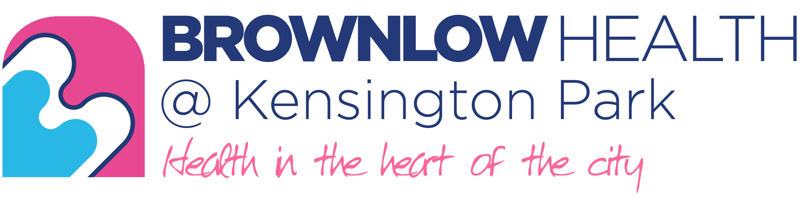 BROWNLOW HEALTH
@ Kensington Park
Health in the heart of the city